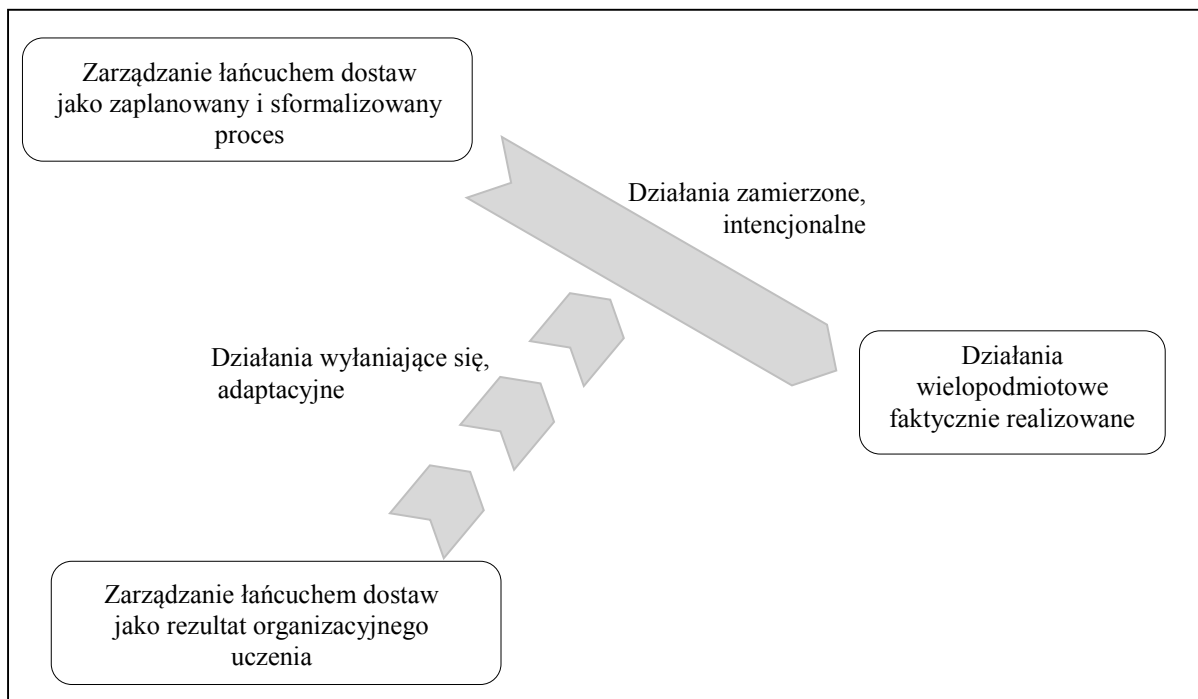 Zarządzanie łańcuchem dostaw
jako zaplanowany i sformalizowany
proces
Działania zamierzone,
intencjonalne
Działania wyłaniające się,
adaptacyjne
Działania
wielopodmiotowe
faktycznie realizowane
Zarządzanie łańcuchem dostaw
jako rezultat organizacyjnego
uczenia